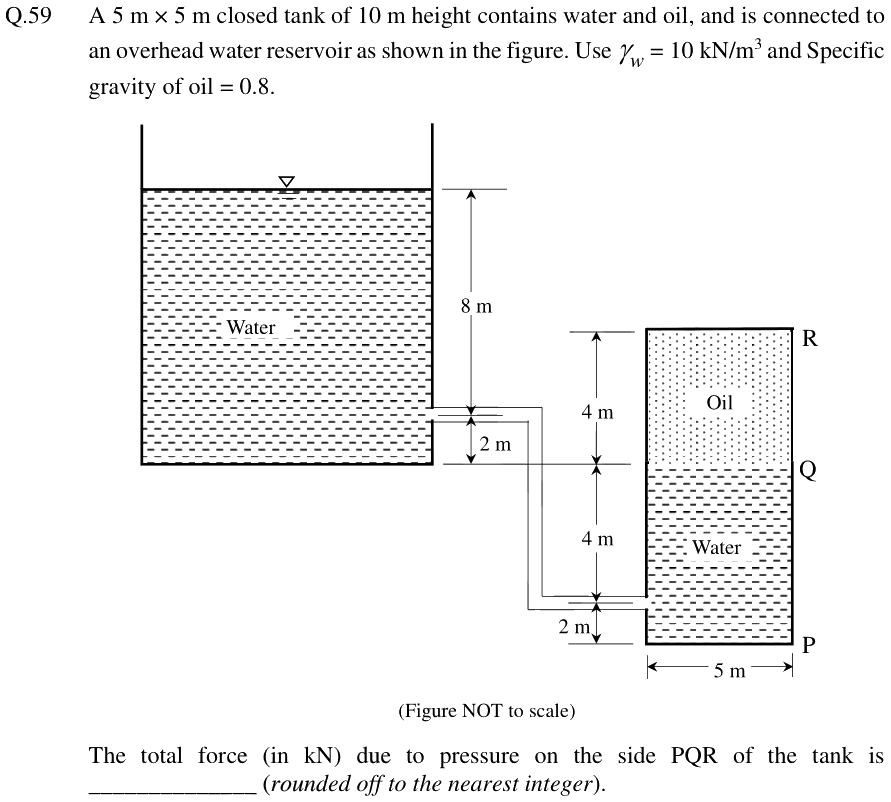 Q.59 A 5 m × 5 m closed tank of 10 m height contains water and oil, and is connected to
an overhead water reservoir as shown in the figure. Use γw = 10 kN/m³ and Specific
gravity of oil = 0.8.
8 m
Water
R
Oil
4 m
2 m
Q
4 m
Water
2 m
P
5 m
(Figure NOT to scale)
The total force (in kN) due to pressure on the side PQR of the tank is
______________ (rounded off to the nearest integer).